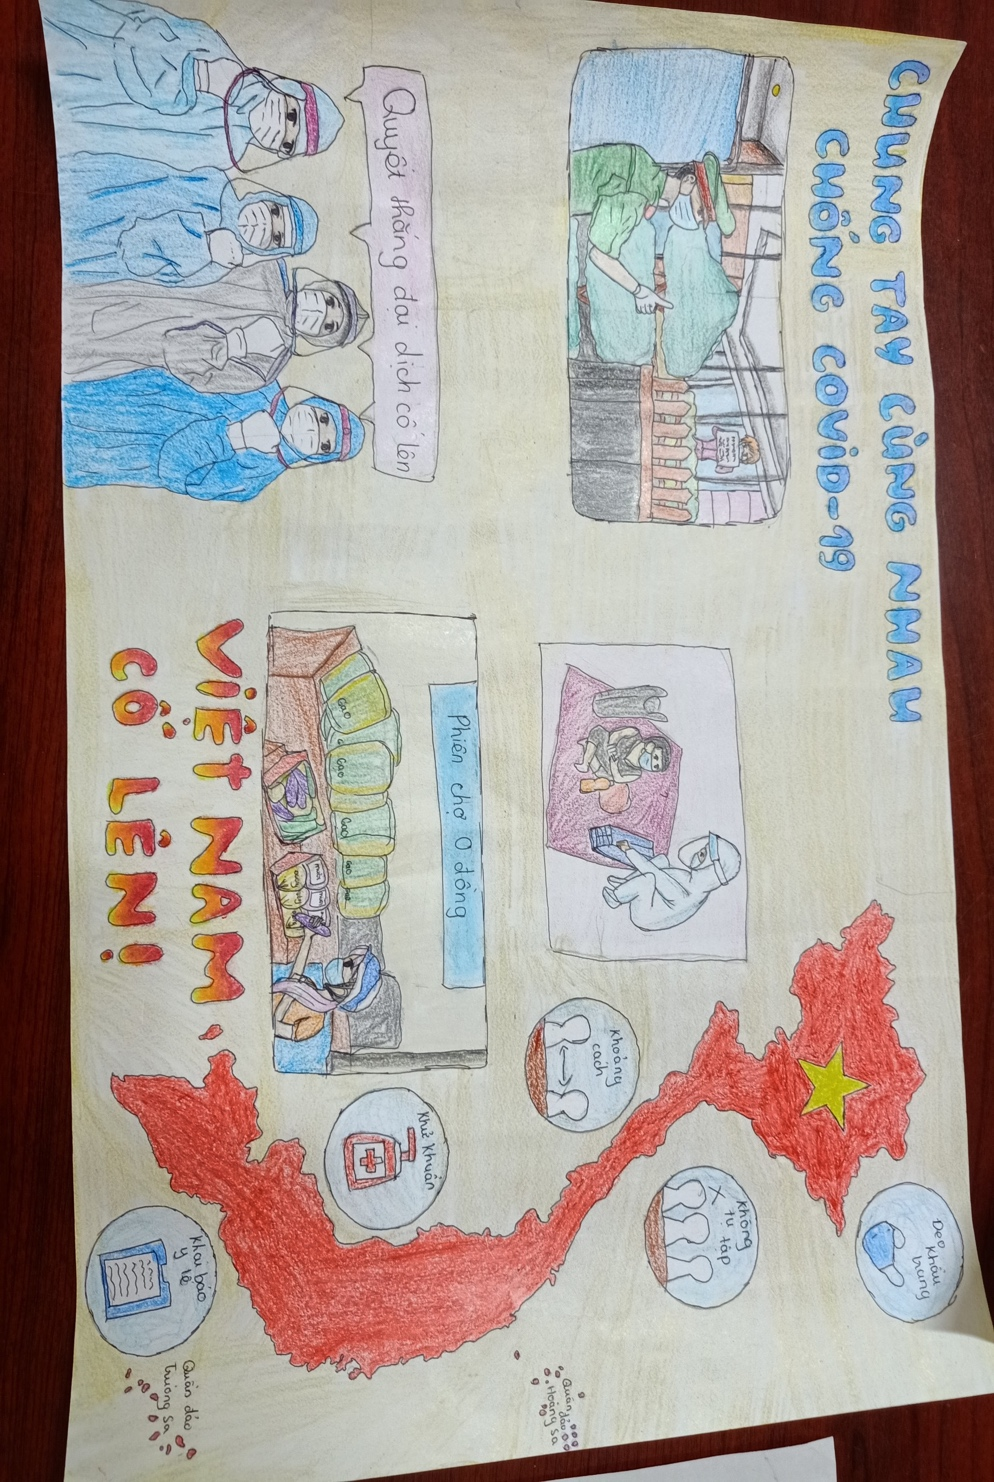 CHUNG TAY CÙNG NHAU
CHỐNG COVID-19
Quyết thắng đại dịch cố lên
Phiên chợ 0 đồng
Gạo
Gạo
Gạo
Gạo
VIỆT NAM
CỐ LÊN!
Đeo
khẩu
trang
Không
tụ tập
Khoảng
cách
Khử khuẩn
Khai báo
y tế
Quần đảo
Hoàng Sa
Quần đảo
Trường Sa